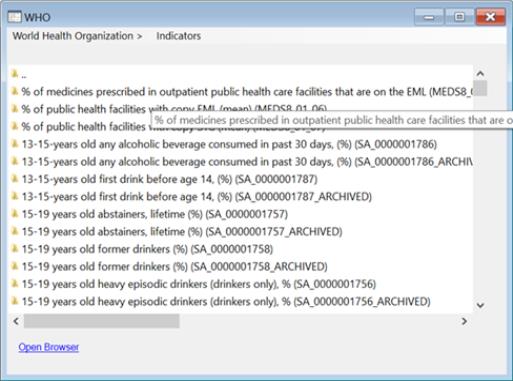 WHO
World Health Organization > Indicators
..
% of medicines prescribed in outpatient public health care facilities that are on the EML (MEDS8_(
% of public health facilities with copy EML (mean) (MEDS8_01_06)
% of medicines prescribed in outpatient public health care facilities that are o
% of public health facilities
13-15-years old any alcoholic beverage consumed in past 30 days, (%) (SA_0000001786)
13-15-years old any alcoholic beverage consumed in past 30 days, (%) (SA_0000001786_ARCHIV
13-15-years old first drink before age 14, (%) (SA_0000001787)
13-15-years old first drink before age 14, (%) (SA_0000001787_ARCHIVED)
15-19 years old abstainers, lifetime (%) (SA_0000001757)
15-19 years old abstainers, lifetime (%) (SA_0000001757_ARCHIVED)
15-19 years old former drinkers (%) (SA_0000001758)
15-19 years old former drinkers (%) (SA_0000001758_ARCHIVED)
15-19 years old heavy episodic drinkers (drinkers only), % (SA_0000001756)
15-19 years old heavy episodic drinkers (drinkers only), % (SA_0000001756_ARCHIVED)
Open Browser